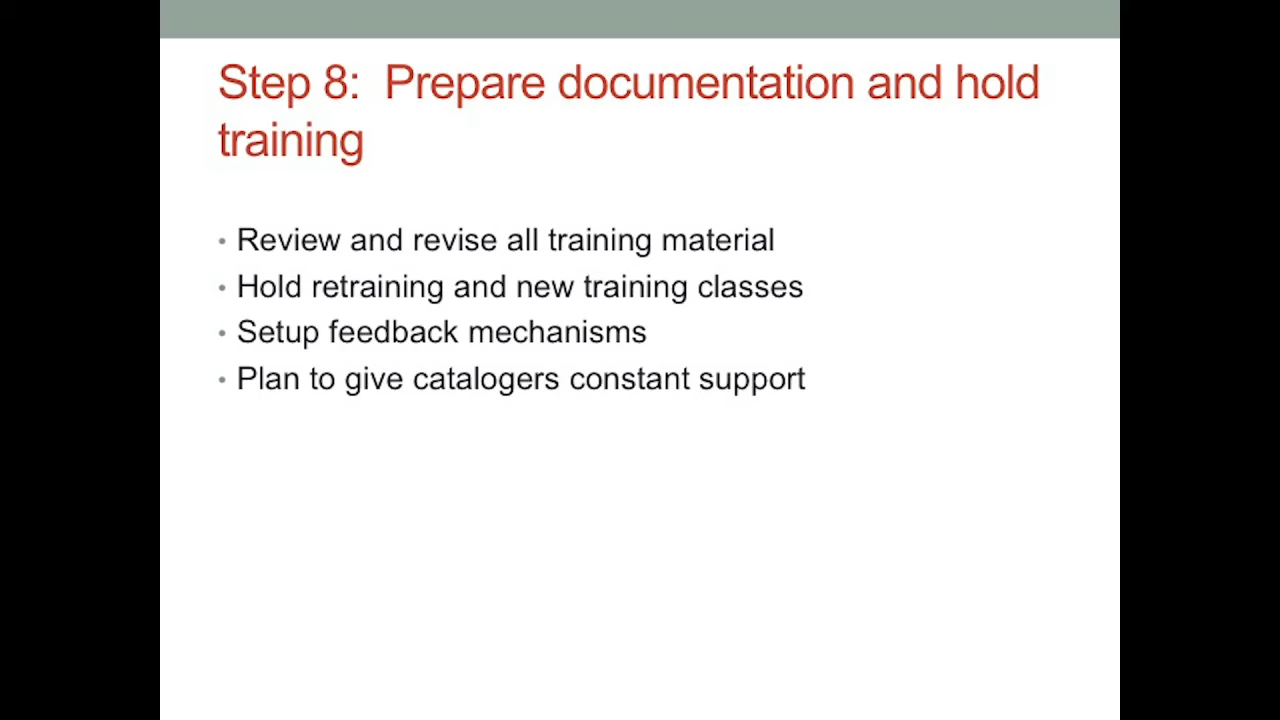 Step 8: Prepare documentation and hold
training
• Review and revise all training material
• Hold retraining and new training classes
• Setup feedback mechanisms
• Plan to give catalogers constant support